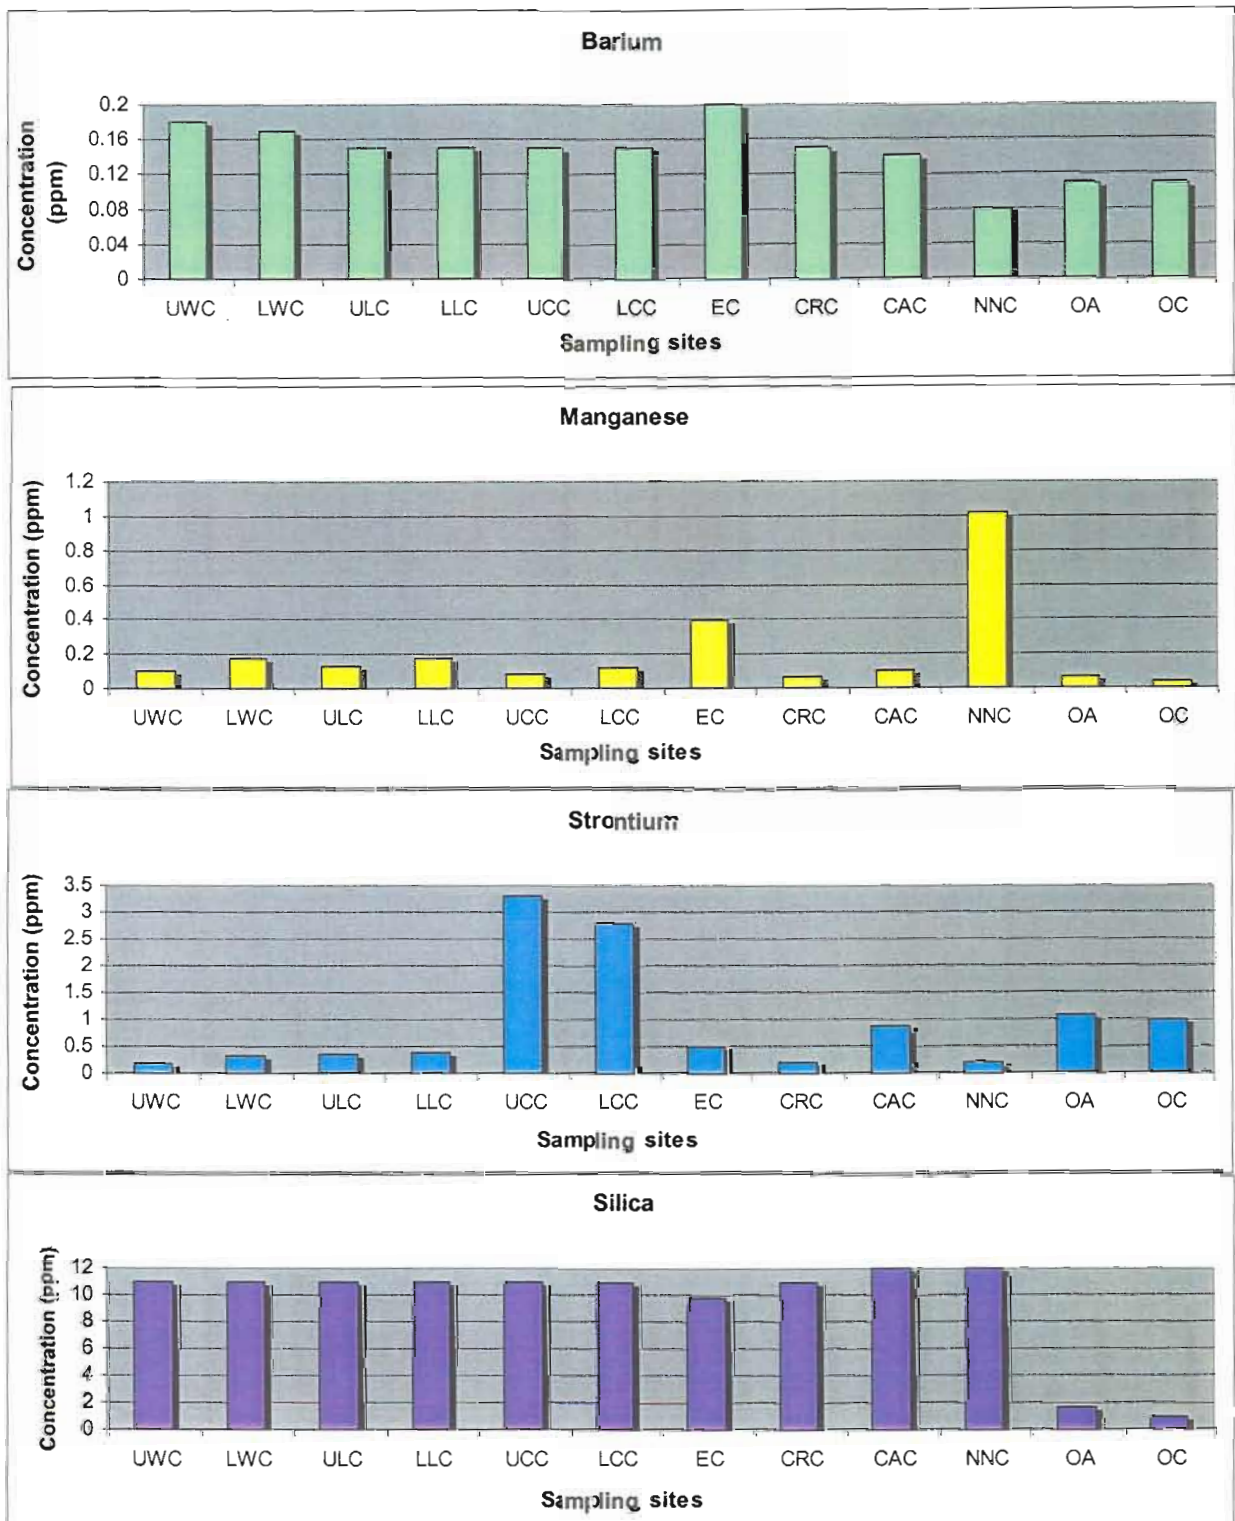 Barium
Concentration
(ppm)
0.2
0.16
0.12
0.08
0.04
0
UWC LWC ULC LLC UCC LCC EC CRC CAC NNC OA OC
Sampling sites
Manganese
Concentration (ppm)
1.2
1
0.8
0.6
0.4
0.2
0
UWC LWC ULC LLC UCC LCC EC CRC CAC NNC OA OC
Sampling sites
Strontium
Concentration (ppm)
3.5
3
2.5
2
1.5
1
0.5
0
UWC LWC ULC LLC UCC LCC EC CRC CAC NNC OA OC
Sampling sites
Silica
Concentration (ppm)
12
10
8
6
4
2
0
UWC LWC ULC LLC UCC LCC EC CRC CAC NNC OA OC
Sampling sites